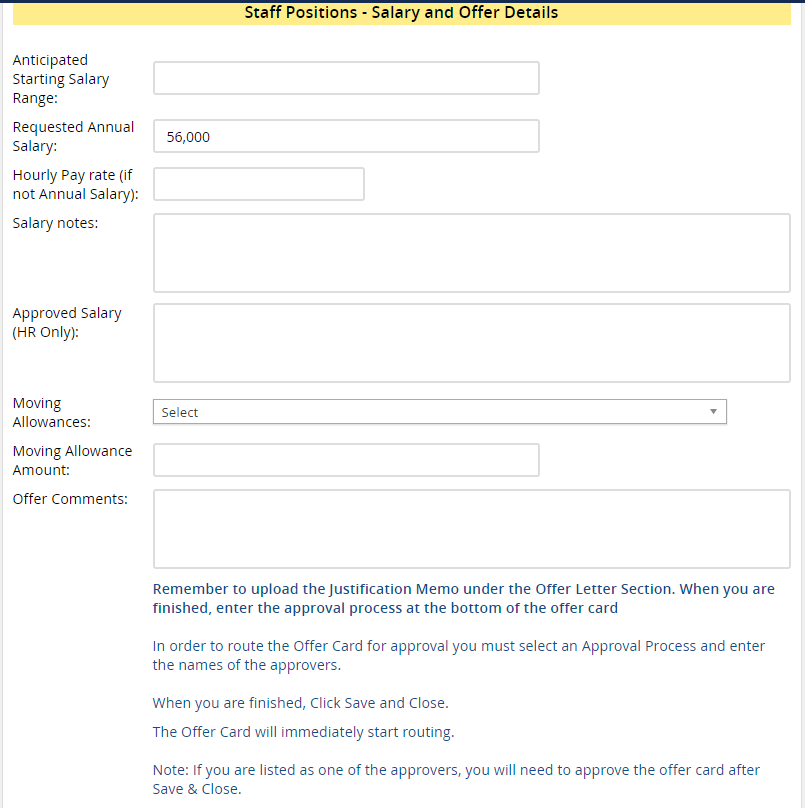 Staff Positions - Salary and Offer Details
Anticipated
Starting Salary
Range:
Requested Annual
Salary:
56,000
Hourly Pay rate (if
not Annual Salary):
Salary notes:
Approved Salary
(HR Only):
Moving
Allowances:
Select
Moving Allowance
Amount:
Offer Comments:
Remember to upload the Justification Memo under the Offer Letter Section. When you are
finished, enter the approval process at the bottom of the offer card
In order to route the Offer Card for approval you must select an Approval Process and enter
the names of the approvers.
When you are finished, Click Save and Close.
The Offer Card will immediately start routing.
Note: If you are listed as one of the approvers, you will need to approve the offer card after
Save & Close.